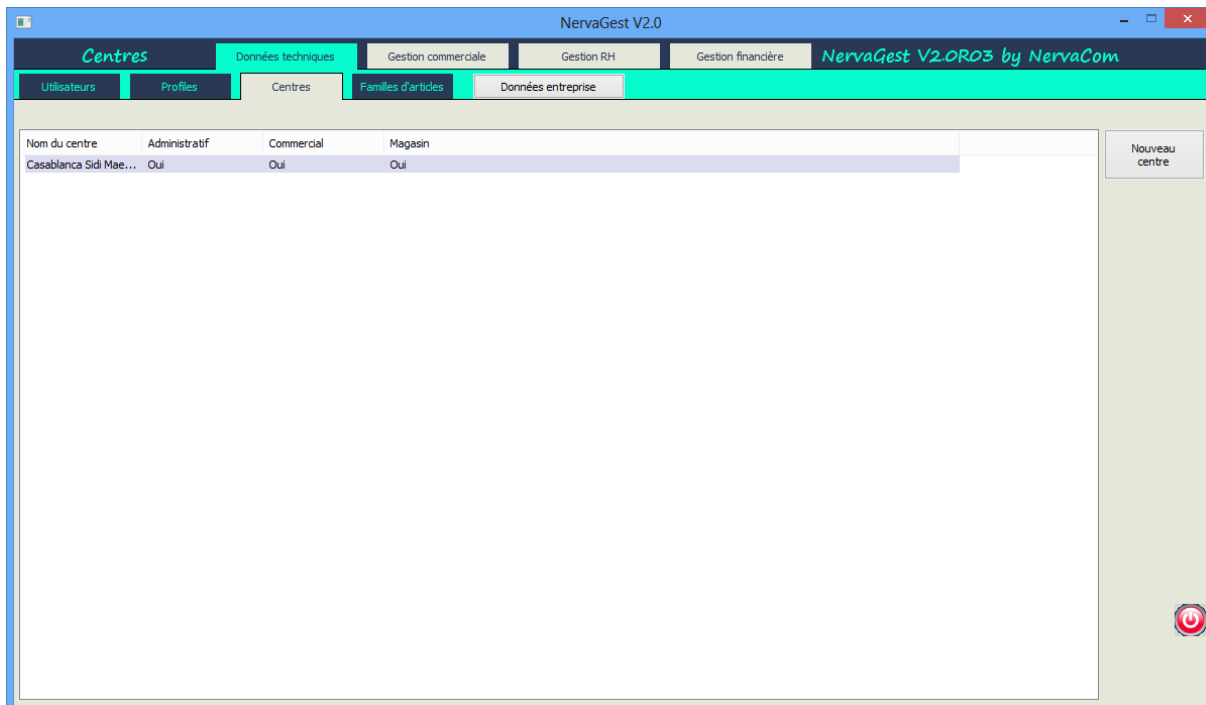 NervaGest V2.0
Centres Données techniques Gestion commerciale Gestion RH Gestion financière NervaGest V2.0R03 by NervaCom
Utilisateurs Profiles Centres Familles d'articles Données entreprise
Nom du centre Administratif Commercial Magasin
Casablanca Sidi Mae... Oui Oui Oui
Nouveau
centre